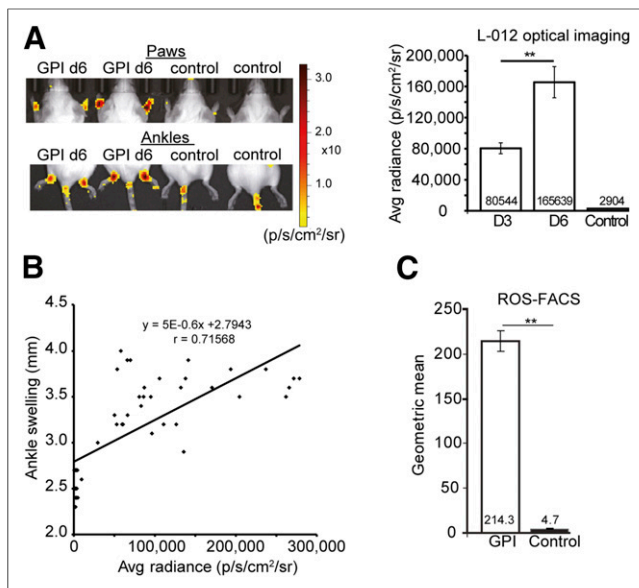 A
Paws
GPI d6 GPI d6 control control
Ankles
GPI d6 GPI d6 control control
3.0
2.0
x10
1.0
(p/s/cm²/sr)
L-012 optical imaging
**
Avg radiance (p/s/cm²/sr)
200,000
160,000
120,000
80,000
40,000
0
80544 165639 2904
D3 D6 Control
B
y = 5E-0.6x +2.7943
r = 0.71568
Ankle swelling (mm)
4.5
4.0
3.5
3.0
2.5
2.0
0 100,000 200,000 300,000
Avg radiance (p/s/cm²/sr)
C
ROS-FACS
**
Geometric mean
250
200
150
100
50
0
214.3 4.7
GPI Control